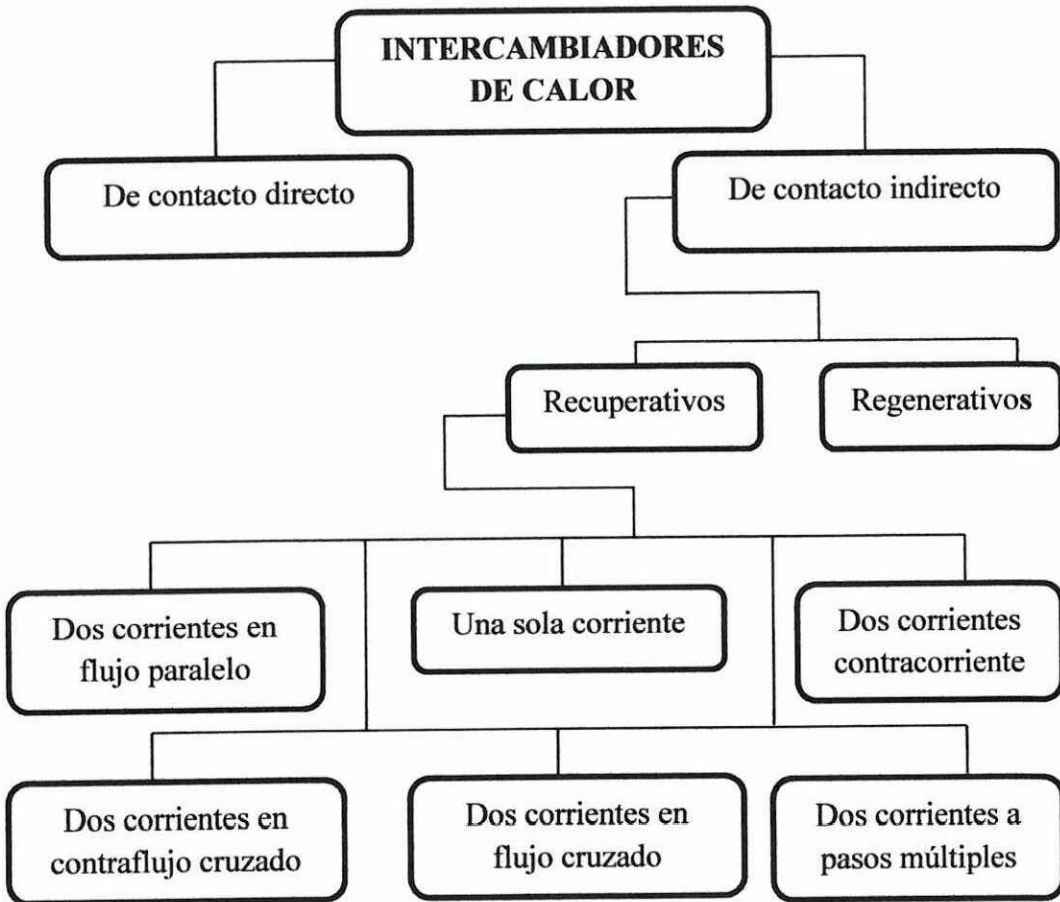 INTERCAMBIADORES
DE CALOR
De contacto directo
De contacto indirecto
Recuperativos
Regenerativos
Dos corrientes en
flujo paralelo
Una sola corriente
Dos corrientes
contracorriente
Dos corrientes en
contraflujo cruzado
Dos corrientes en
flujo cruzado
Dos corrientes a
pasos múltiples